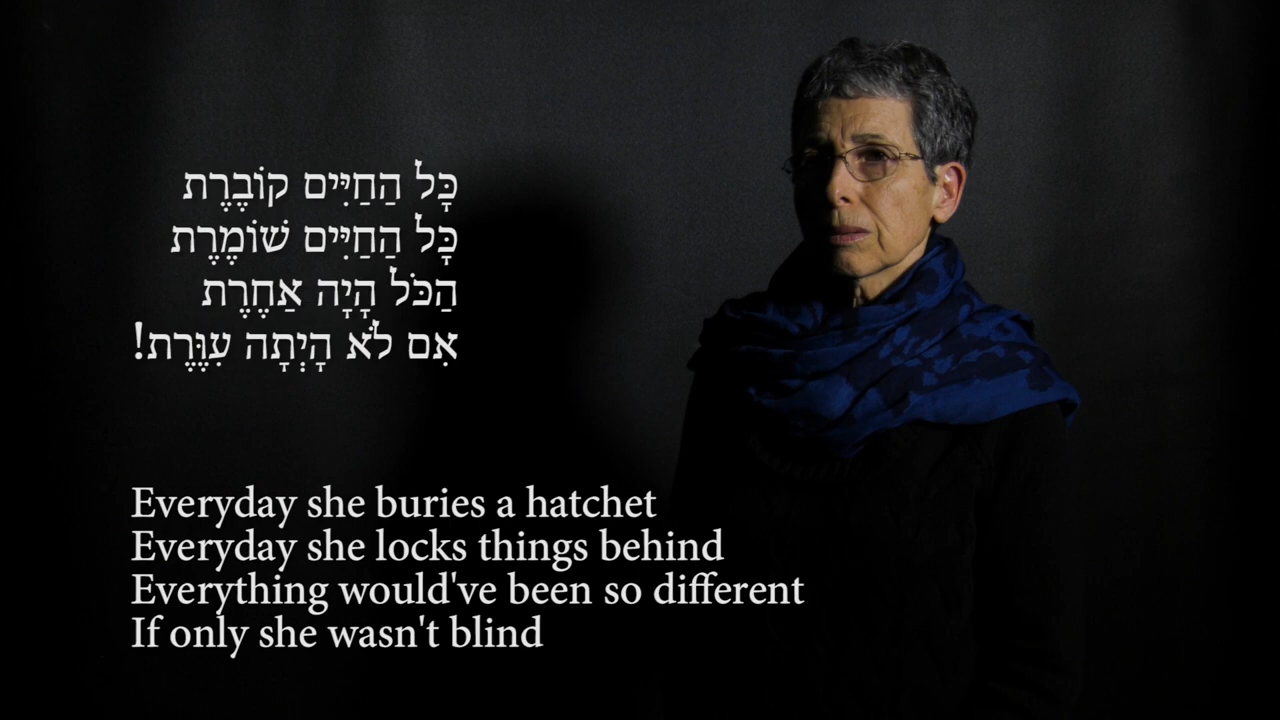 כָּל הַחַיִּים קוֹבֶרֶת
כָּל הַחַיִּים שׁוֹמֶרֶת
הַכֹּל הָיָה אַחֶרֶת
אִם לֹא הָיְתָה עִוֶּרֶת!
Everyday she buries a hatchet
Everyday she locks things behind
Everything would've been so different
If only she wasn't blind